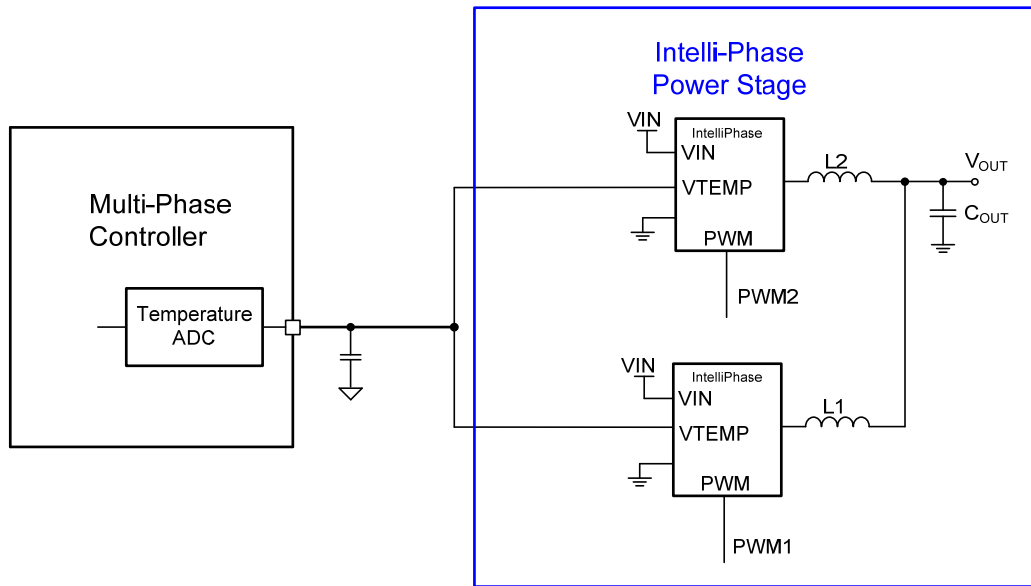 Intelli-Phase
Power Stage
Multi-Phase
Controller
Temperature
ADC
VIN
IntelliPhase
VIN
VTEMP
PWM
PWM2
L2
VOUT
COUT
VIN
IntelliPhase
VIN
VTEMP
PWM
PWM1
L1